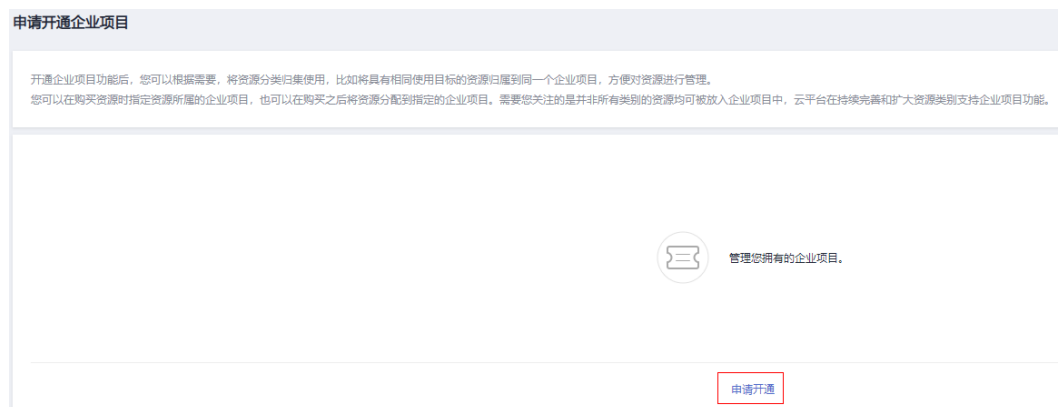 申请开通企业项目
开通企业项目功能后，您可以根据需要，将资源分类归集使用，比如将具有相同使用目标的资源归属到同一个企业项目，方便对资源进行管理。
您可以在购买资源时指定资源所属的企业项目，也可以在购买之后将资源分配到指定的企业项目。需要您关注的是并非所有类别的资源均可被放入企业项目中，云平台在持续完善和扩大资源类别支持企业项目功能。
管理您拥有的企业项目。
申请开通